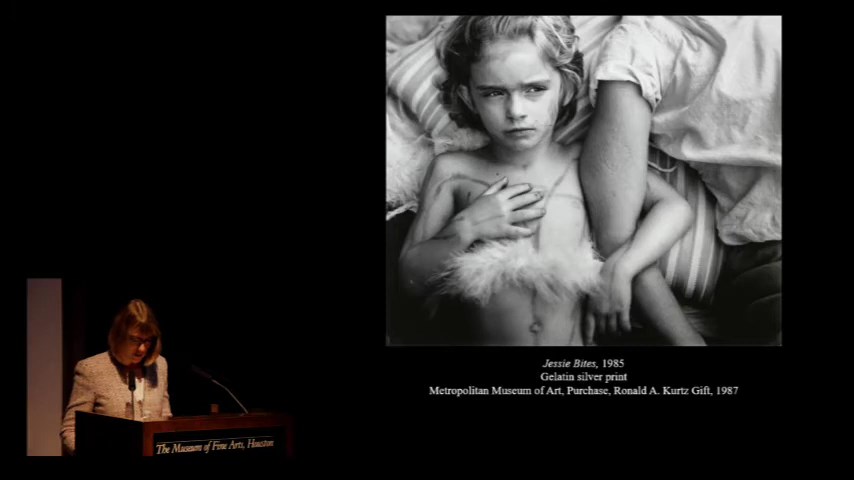 Jessie Bites, 1985
Gelatin silver print
Metropolitan Museum of Art, Purchase, Ronald A. Kurtz Gift, 1987
The Museum of Fine Arts, Houston